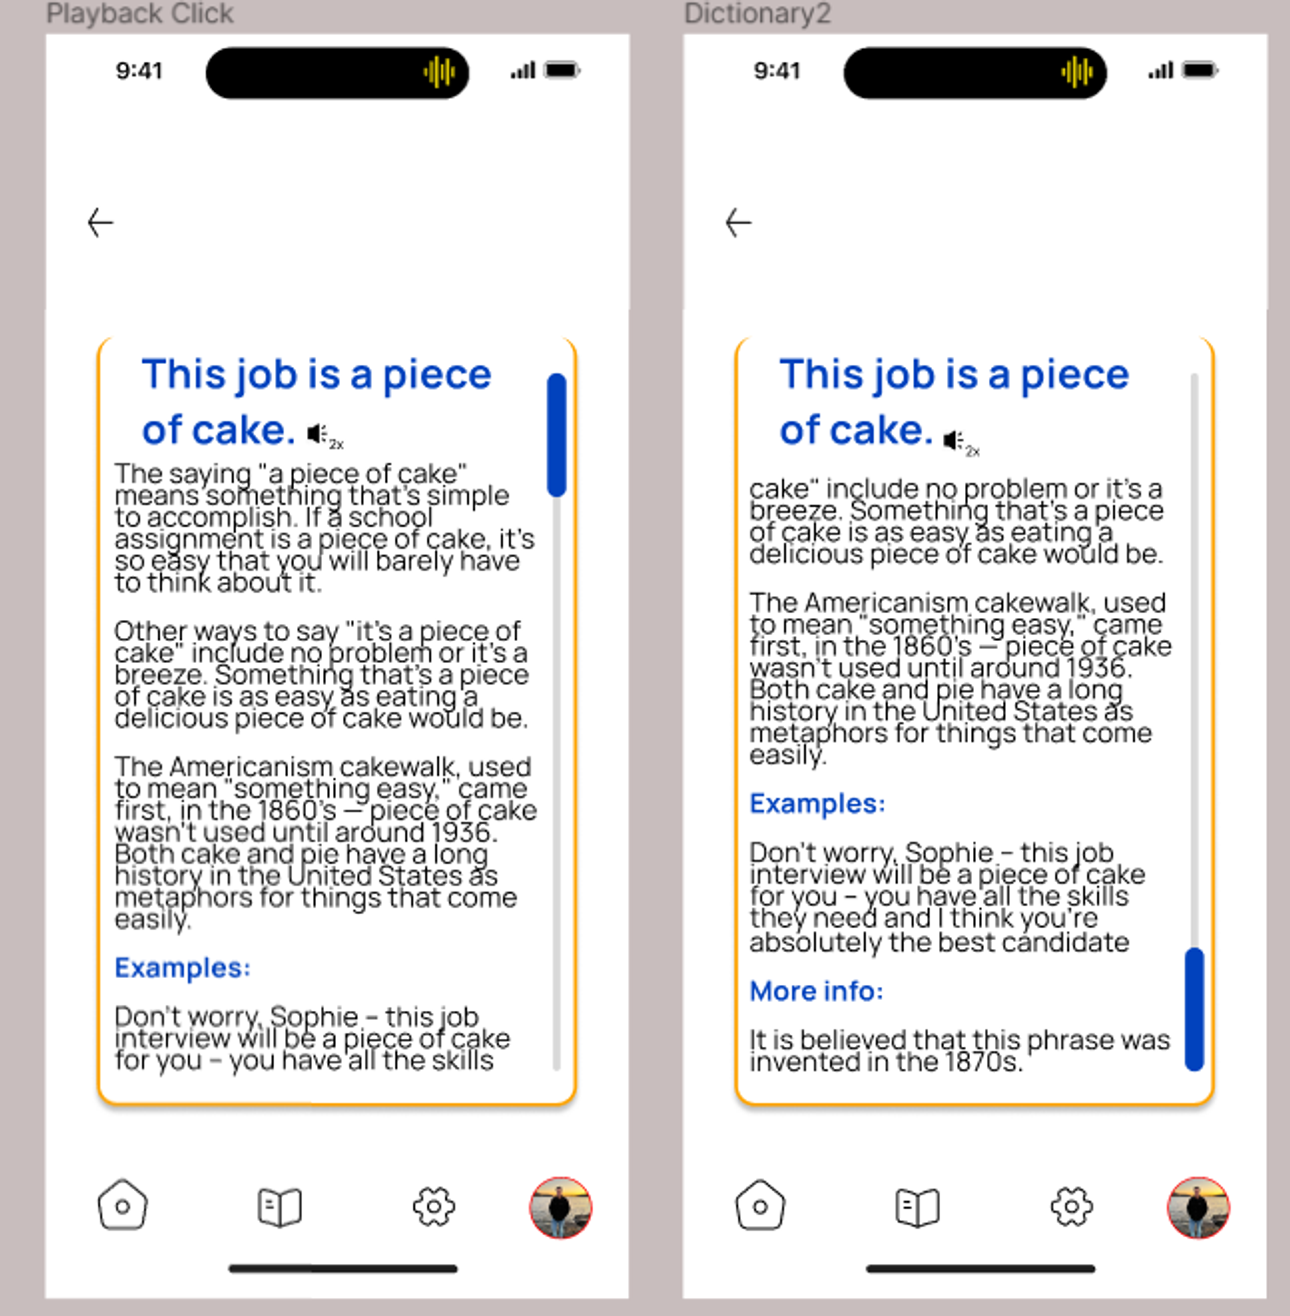 Playback Click
9:41
This job is a piece
of cake.
2x
The saying "a piece of cake"
means something that's simple
to accomplish. If a school
assignment is a piece of cake, it's
so easy that you will barely have
to think about it.
Other ways to say "it's a piece of
cake" include no problem or it's a
breeze. Something that's a piece
of cake is as easy as eating a
delicious piece of cake would be.
The Americanism cakewalk, used
to mean "something easy," came
first, in the 1860's — piece of cake
wasn't used until around 1936.
Both cake and pie have a long
history in the United States as
metaphors for things that come
easily.
Examples:
Don't worry, Sophie – this job
interview will be a piece of cake
for you – you have all the skills
Dictionary2
9:41
This job is a piece
of cake.
2x
cake" include no problem or it's a
breeze. Something that's a piece
of cake is as easy as eating a
delicious piece of cake would be.
The Americanism cakewalk, used
to mean "something easy," came
first, in the 1860's — piece of cake
wasn't used until around 1936.
Both cake and pie have a long
history in the United States as
metaphors for things that come
easily.
Examples:
Don't worry, Sophie – this job
interview will be a piece of cake
for you – you have all the skills
they need and I think you're
absolutely the best candidate
More info:
It is believed that this phrase was
invented in the 1870s.